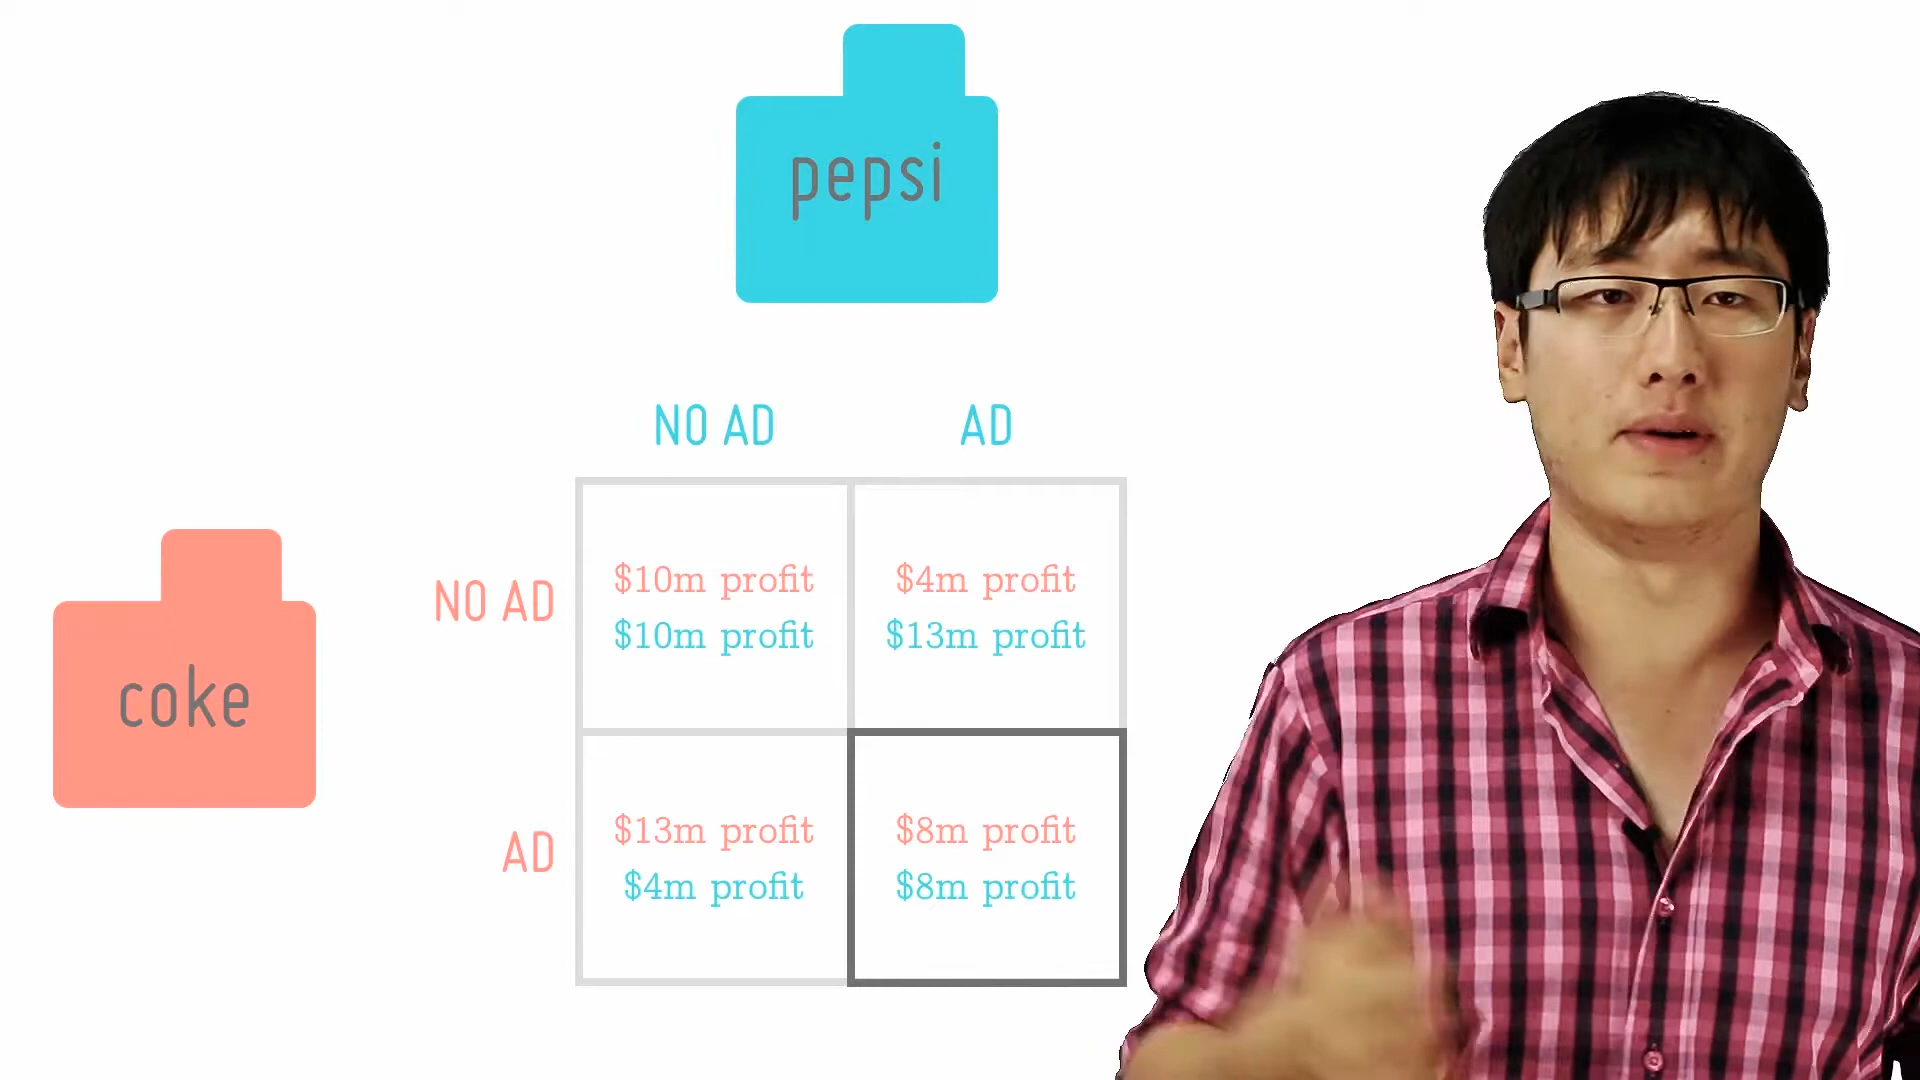 pepsi
NO AD AD
coke
NO AD
$10m profit $4m profit
$10m profit $13m profit
AD
$13m profit $8m profit
$4m profit $8m profit